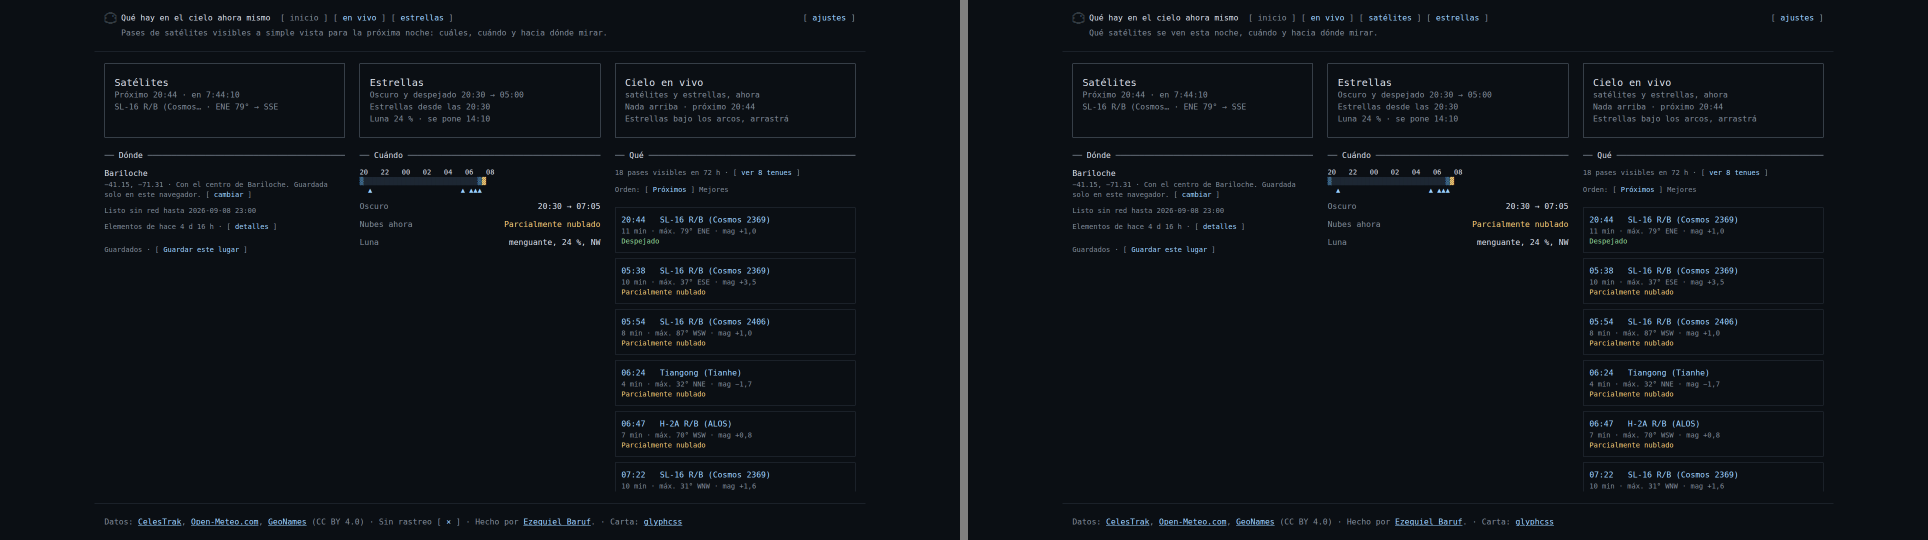 Qué hay en el cielo ahora mismo [ inicio ] [ en vivo ] [ estrellas ] [ ajustes ]
Pases de satélites visibles a simple vista para la próxima noche: cuáles, cuándo y hacia dónde mirar.
Satélites
Próximo 20:44 · en 7:44:10
SL-16 R/B (Cosmos… · ENE 79° → SSE
Estrellas
Oscuro y despejado 20:30 → 05:00
Estrellas desde las 20:30
Luna 24 % · se pone 14:10
Cielo en vivo
satélites y estrellas, ahora
Nada arriba · próximo 20:44
Estrellas bajo los arcos, arrastrá
Dónde
Bariloche
−41.15, −71.31 · Con el centro de Bariloche. Guardada
solo en este navegador. [ cambiar ]
Listo sin red hasta 2026-09-08 23:00
Elementos de hace 4 d 16 h · [ detalles ]
Guardados · [ Guardar este lugar ]
Cuándo
20 22 00 02 04 06 08
Oscuro 20:30 → 07:05
Nubes ahora Parcialmente nublado
Luna menguante, 24 %, NW
Qué
18 pases visibles en 72 h · [ ver 8 tenues ]
Orden: [ Próximos ] Mejores
20:44 SL-16 R/B (Cosmos 2369)
11 min · máx. 79° ENE · mag +1,0
Despejado
05:38 SL-16 R/B (Cosmos 2369)
10 min · máx. 37° ESE · mag +3,5
Parcialmente nublado
05:54 SL-16 R/B (Cosmos 2406)
8 min · máx. 87° WSW · mag +1,0
Parcialmente nublado
06:24 Tiangong (Tianhe)
4 min · máx. 32° NNE · mag −1,7
Parcialmente nublado
06:47 H-2A R/B (ALOS)
7 min · máx. 70° WSW · mag +0,8
Parcialmente nublado
07:22 SL-16 R/B (Cosmos 2369)
10 min · máx. 31° WNW · mag +1,6
Datos: CelesTrak, Open-Meteo.com, GeoNames (CC BY 4.0) · Sin rastreo [ × ] · Hecho por Ezequiel Baruf. · Carta: glyphcss
Qué hay en el cielo ahora mismo [ inicio ] [ en vivo ] [ satélites ] [ estrellas ] [ ajustes ]
Qué satélites se ven esta noche, cuándo y hacia dónde mirar.
Satélites
Próximo 20:44 · en 7:44:10
SL-16 R/B (Cosmos… · ENE 79° → SSE
Estrellas
Oscuro y despejado 20:30 → 05:00
Estrellas desde las 20:30
Luna 24 % · se pone 14:10
Cielo en vivo
satélites y estrellas, ahora
Nada arriba · próximo 20:44
Estrellas bajo los arcos, arrastrá
Dónde
Bariloche
−41.15, −71.31 · Con el centro de Bariloche. Guardada
solo en este navegador. [ cambiar ]
Listo sin red hasta 2026-09-08 23:00
Elementos de hace 4 d 16 h · [ detalles ]
Guardados · [ Guardar este lugar ]
Cuándo
20 22 00 02 04 06 08
Oscuro 20:30 → 07:05
Nubes ahora Parcialmente nublado
Luna menguante, 24 %, NW
Qué
18 pases visibles en 72 h · [ ver 8 tenues ]
Orden: [ Próximos ] Mejores
20:44 SL-16 R/B (Cosmos 2369)
11 min · máx. 79° ENE · mag +1,0
Despejado
05:38 SL-16 R/B (Cosmos 2369)
10 min · máx. 37° ESE · mag +3,5
Parcialmente nublado
05:54 SL-16 R/B (Cosmos 2406)
8 min · máx. 87° WSW · mag +1,0
Parcialmente nublado
06:24 Tiangong (Tianhe)
4 min · máx. 32° NNE · mag −1,7
Parcialmente nublado
06:47 H-2A R/B (ALOS)
7 min · máx. 70° WSW · mag +0,8
Parcialmente nublado
07:22 SL-16 R/B (Cosmos 2369)
10 min · máx. 31° WNW · mag +1,6
Datos: CelesTrak, Open-Meteo.com, GeoNames (CC BY 4.0) · Hecho por Ezequiel Baruf. · Carta: glyphcss